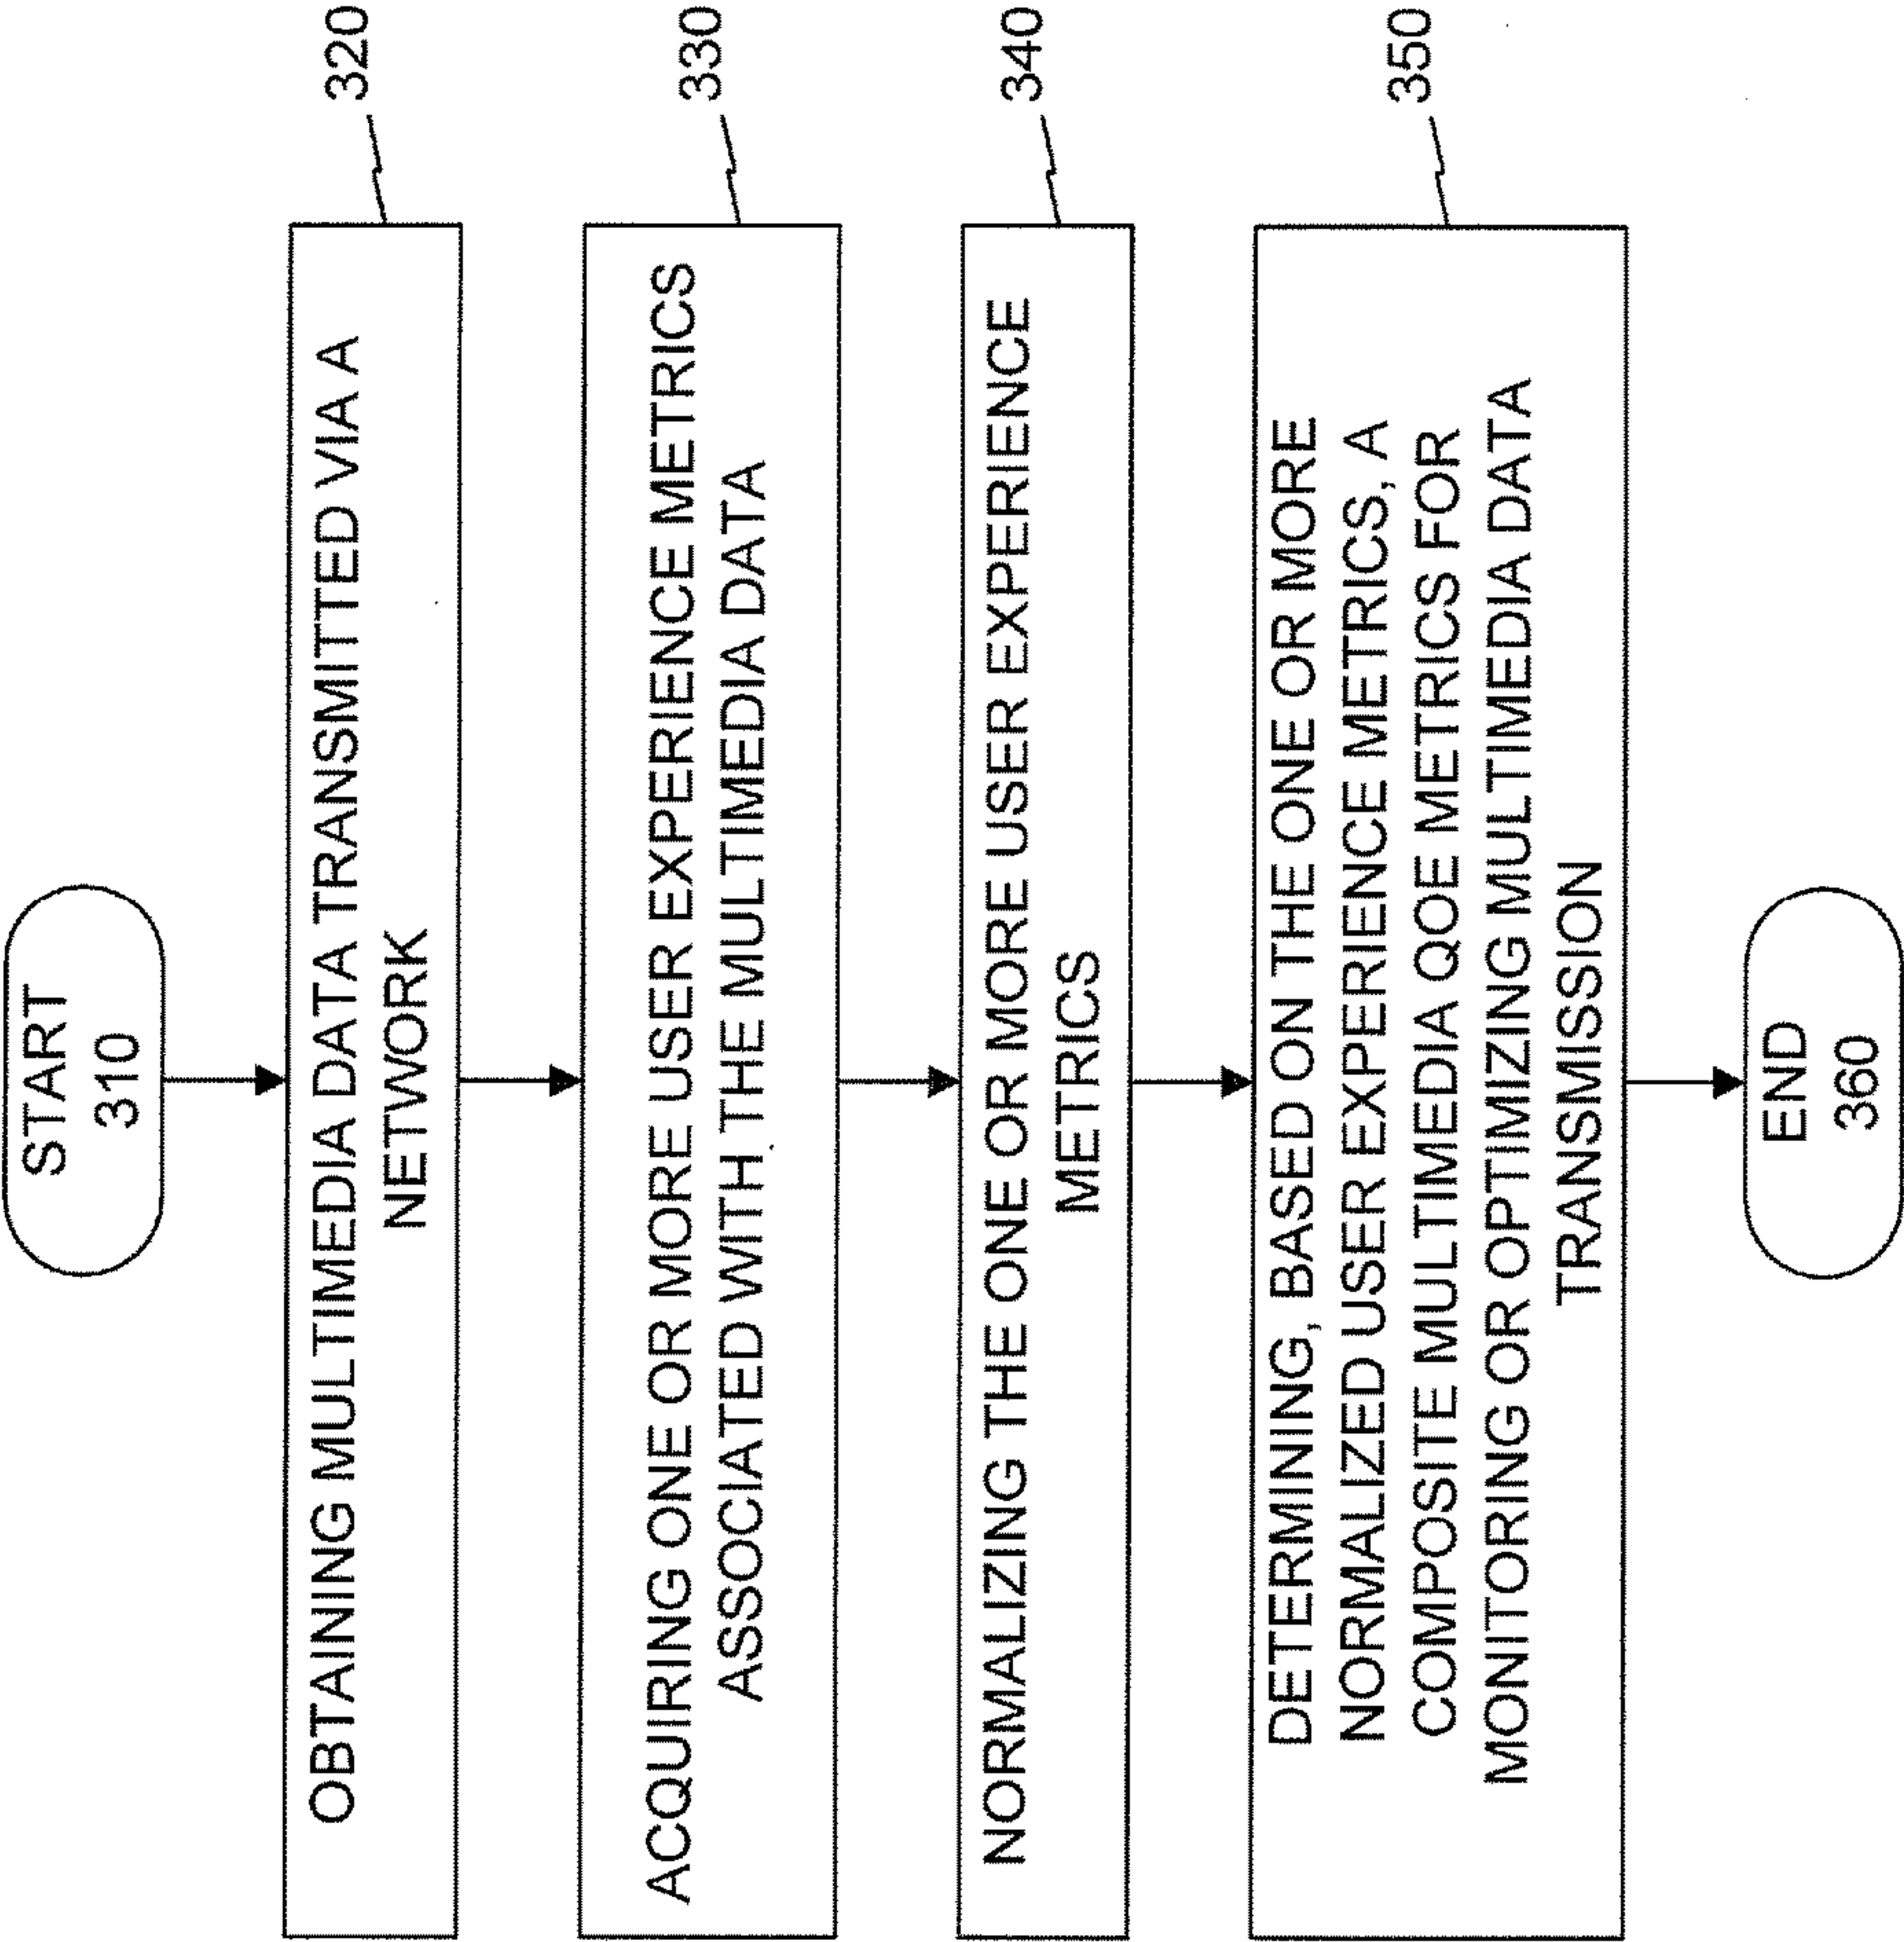 START
310
OBTAINING MULTIMEDIA DATA TRANSMITTED VIA A
NETWORK
320
ACQUIRING ONE OR MORE USER EXPERIENCE METRICS
ASSOCIATED WITH THE MULTIMEDIA DATA
330
NORMALIZING THE ONE OR MORE USER EXPERIENCE
METRICS
340
DETERMINING, BASED ON THE ONE OR MORE
NORMALIZED USER EXPERIENCE METRICS, A
COMPOSITE MULTIMEDIA QOE METRICS FOR
MONITORING OR OPTIMIZING MULTIMEDIA DATA
TRANSMISSION
350
END
360